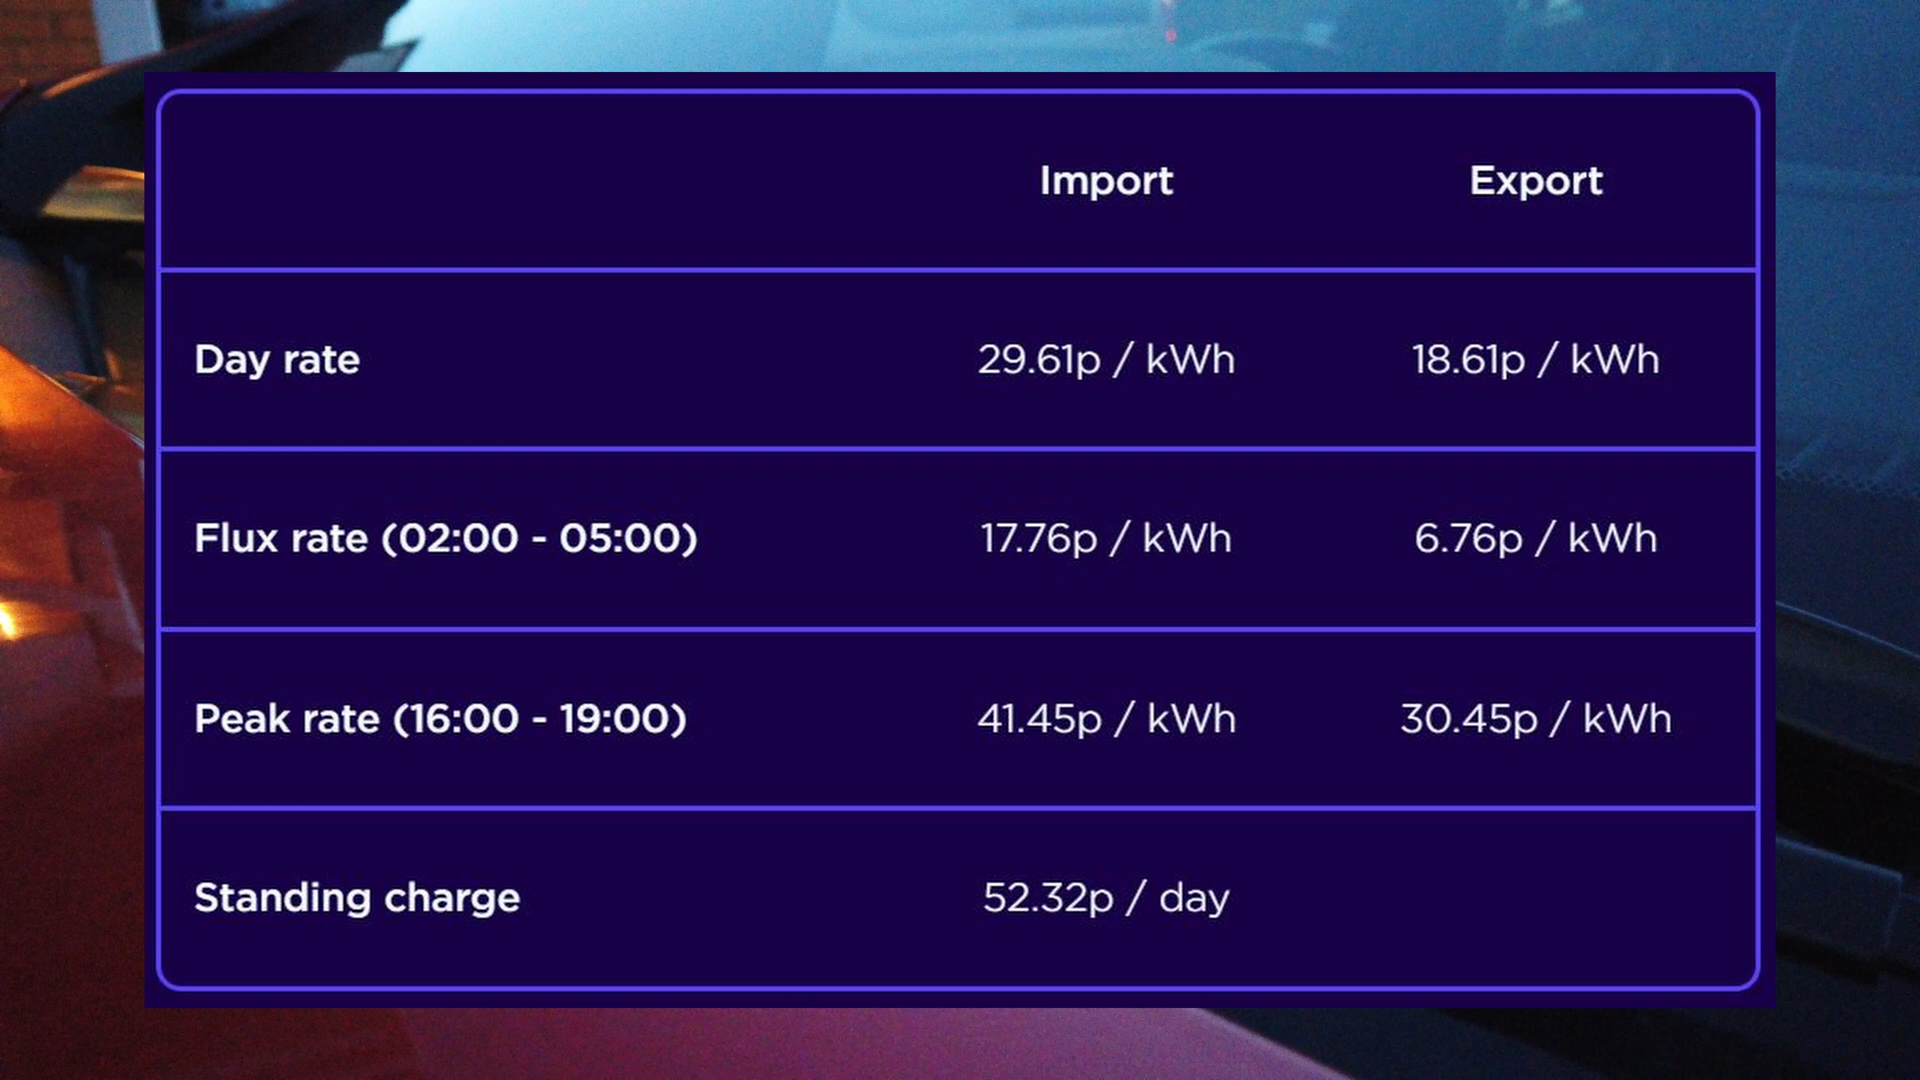 Import Export
Day rate 29.61p / kWh 18.61p / kWh
Flux rate (02:00 - 05:00) 17.76p / kWh 6.76p / kWh
Peak rate (16:00 - 19:00) 41.45p / kWh 30.45p / kWh
Standing charge 52.32p / day